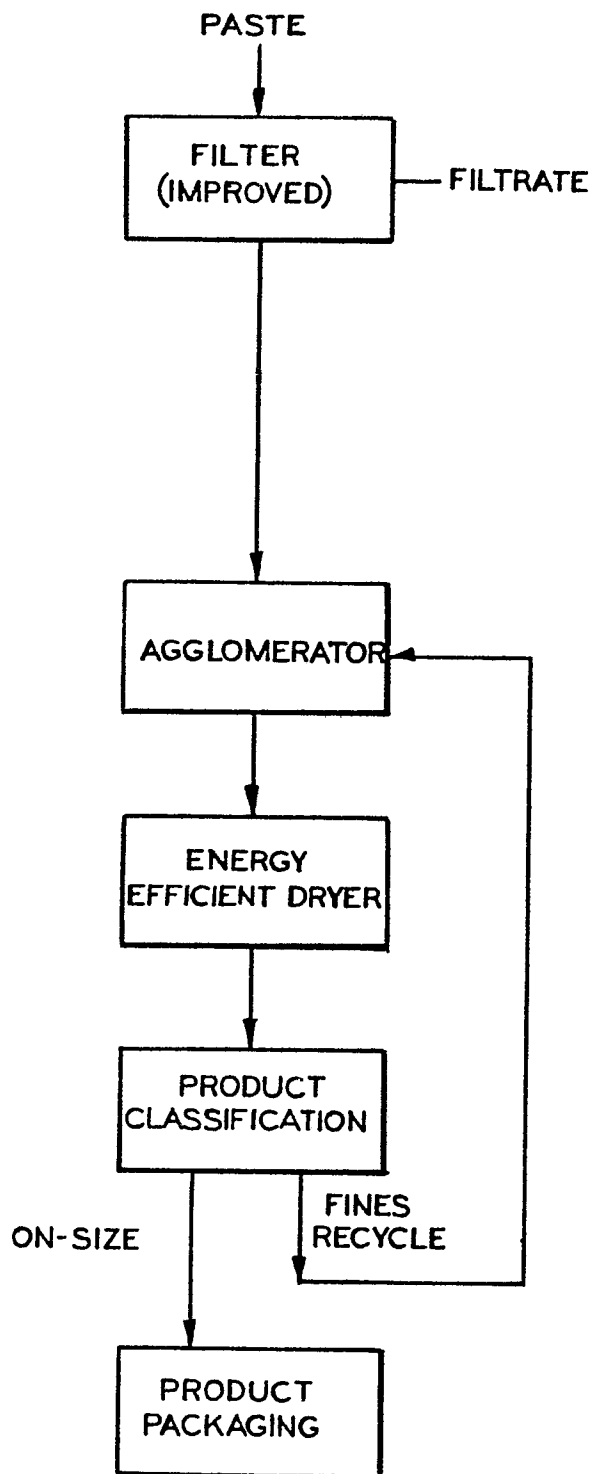 PASTE
FILTER
(IMPROVED)
FILTRATE
AGGLOMERATOR
ENERGY
EFFICIENT DRYER
PRODUCT
CLASSIFICATION
ON-SIZE
FINES
RECYCLE
PRODUCT
PACKAGING